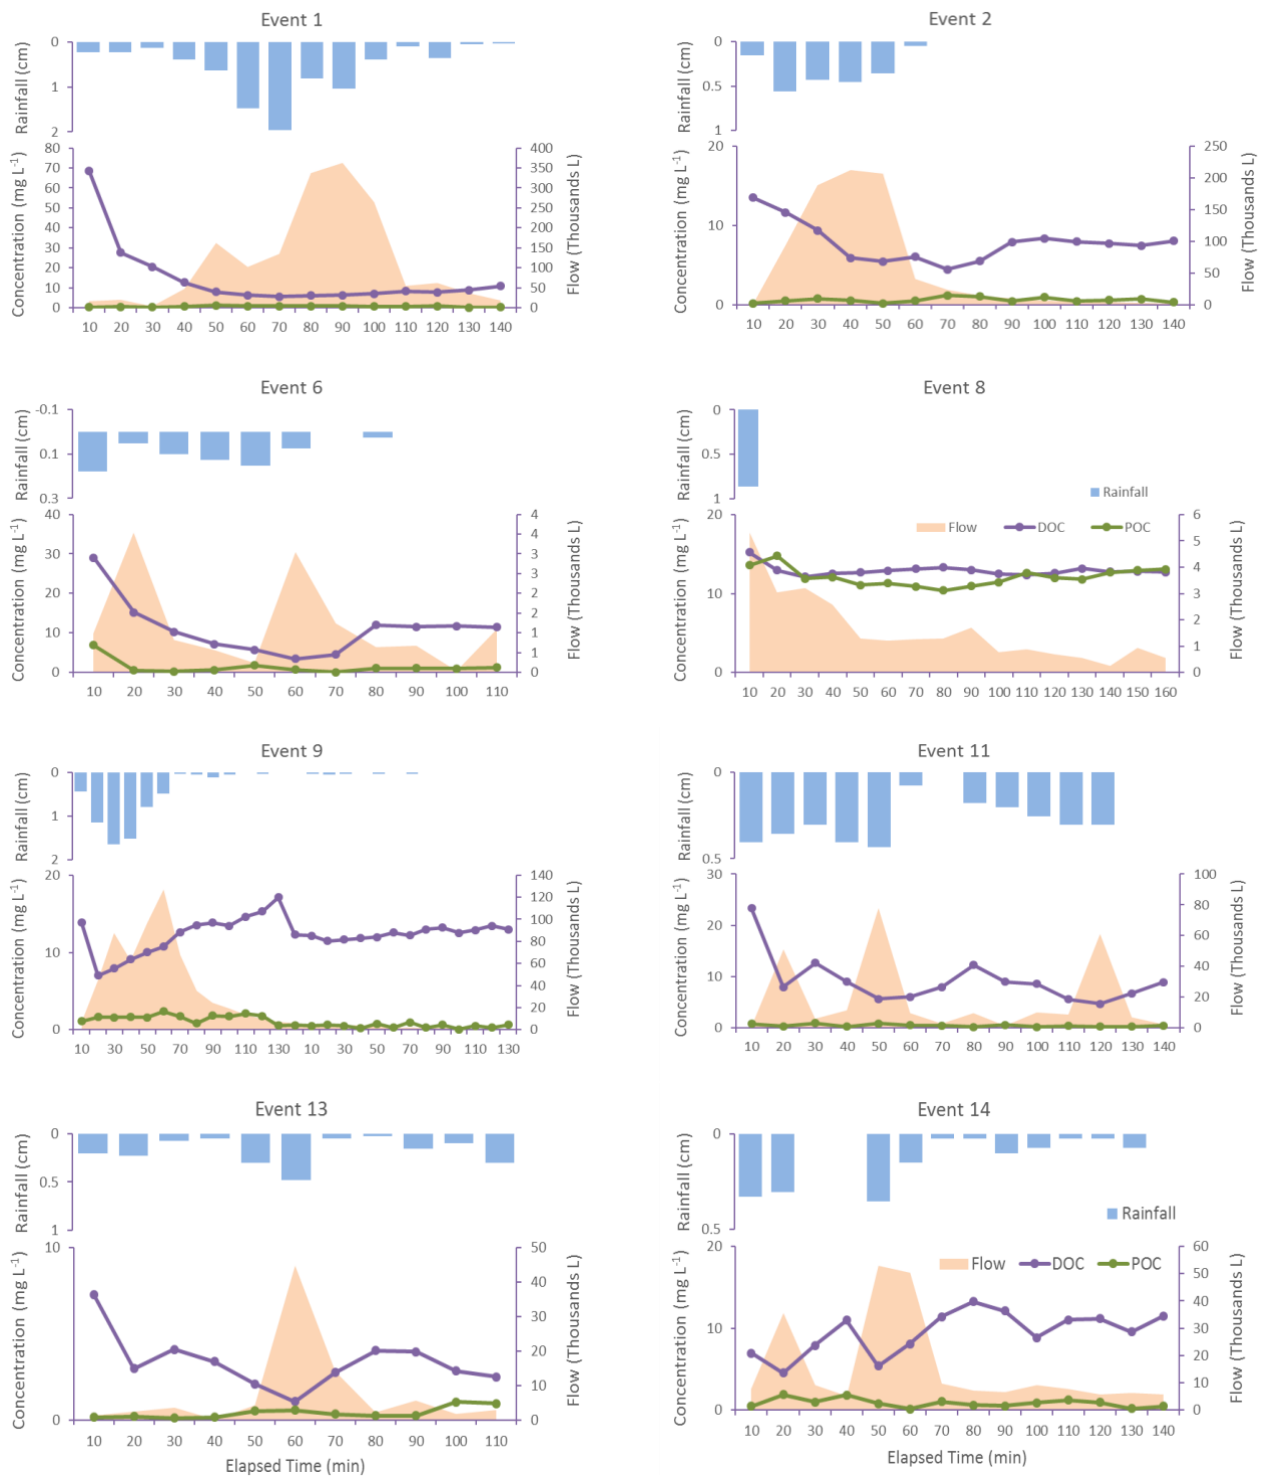 Event 1
Rainfall (cm)
0
1
2
Concentration (mg L-1)
80
70
60
50
40
30
20
10
0
400
350
300
250
200
150
100
50
0
Flow (Thousands L)
10 20 30 40 50 60 70 80 90 100 110 120 130 140
Event 2
Rainfall (cm)
0
0.5
1
Concentration (mg L-1)
20
10
0
250
200
150
100
50
0
Flow (Thousands L)
10 20 30 40 50 60 70 80 90 100 110 120 130 140
Event 6
Rainfall (cm)
-0.1
0.1
0.3
Concentration (mg L-1)
40
30
20
10
0
4
4
3
3
2
2
1
1
0
Flow (Thousands L)
10 20 30 40 50 60 70 80 90 100 110
Event 8
Rainfall (cm)
0
0.5
1
Rainfall
Flow DOC POC
Concentration (mg L-1)
20
10
0
6
5
4
3
2
1
0
Flow (Thousands L)
10 20 30 40 50 60 70 80 90 100 110 120 130 140 150 160
Event 9
Rainfall (cm)
0
1
2
Concentration (mg L-1)
20
10
0
140
120
100
80
60
40
20
0
Flow (Thousands L)
10 30 50 70 90 110 130 10 30 50 70 90 110 130
Event 11
Rainfall (cm)
0
0.5
Concentration (mg L-1)
30
20
10
0
100
80
60
40
20
0
Flow (Thousands L)
10 20 30 40 50 60 70 80 90 100 110 120 130 140
Event 13
Rainfall (cm)
0
0.5
1
Concentration (mg L-1)
10
0
50
40
30
20
10
0
Flow (Thousands L)
10 20 30 40 50 60 70 80 90 100 110
Elapsed Time (min)
Event 14
Rainfall (cm)
0
0.5
Rainfall
Flow DOC POC
Concentration (mg L-1)
20
10
0
60
50
40
30
20
10
0
Flow (Thousands L)
10 20 30 40 50 60 70 80 90 100 110 120 130 140
Elapsed Time (min)